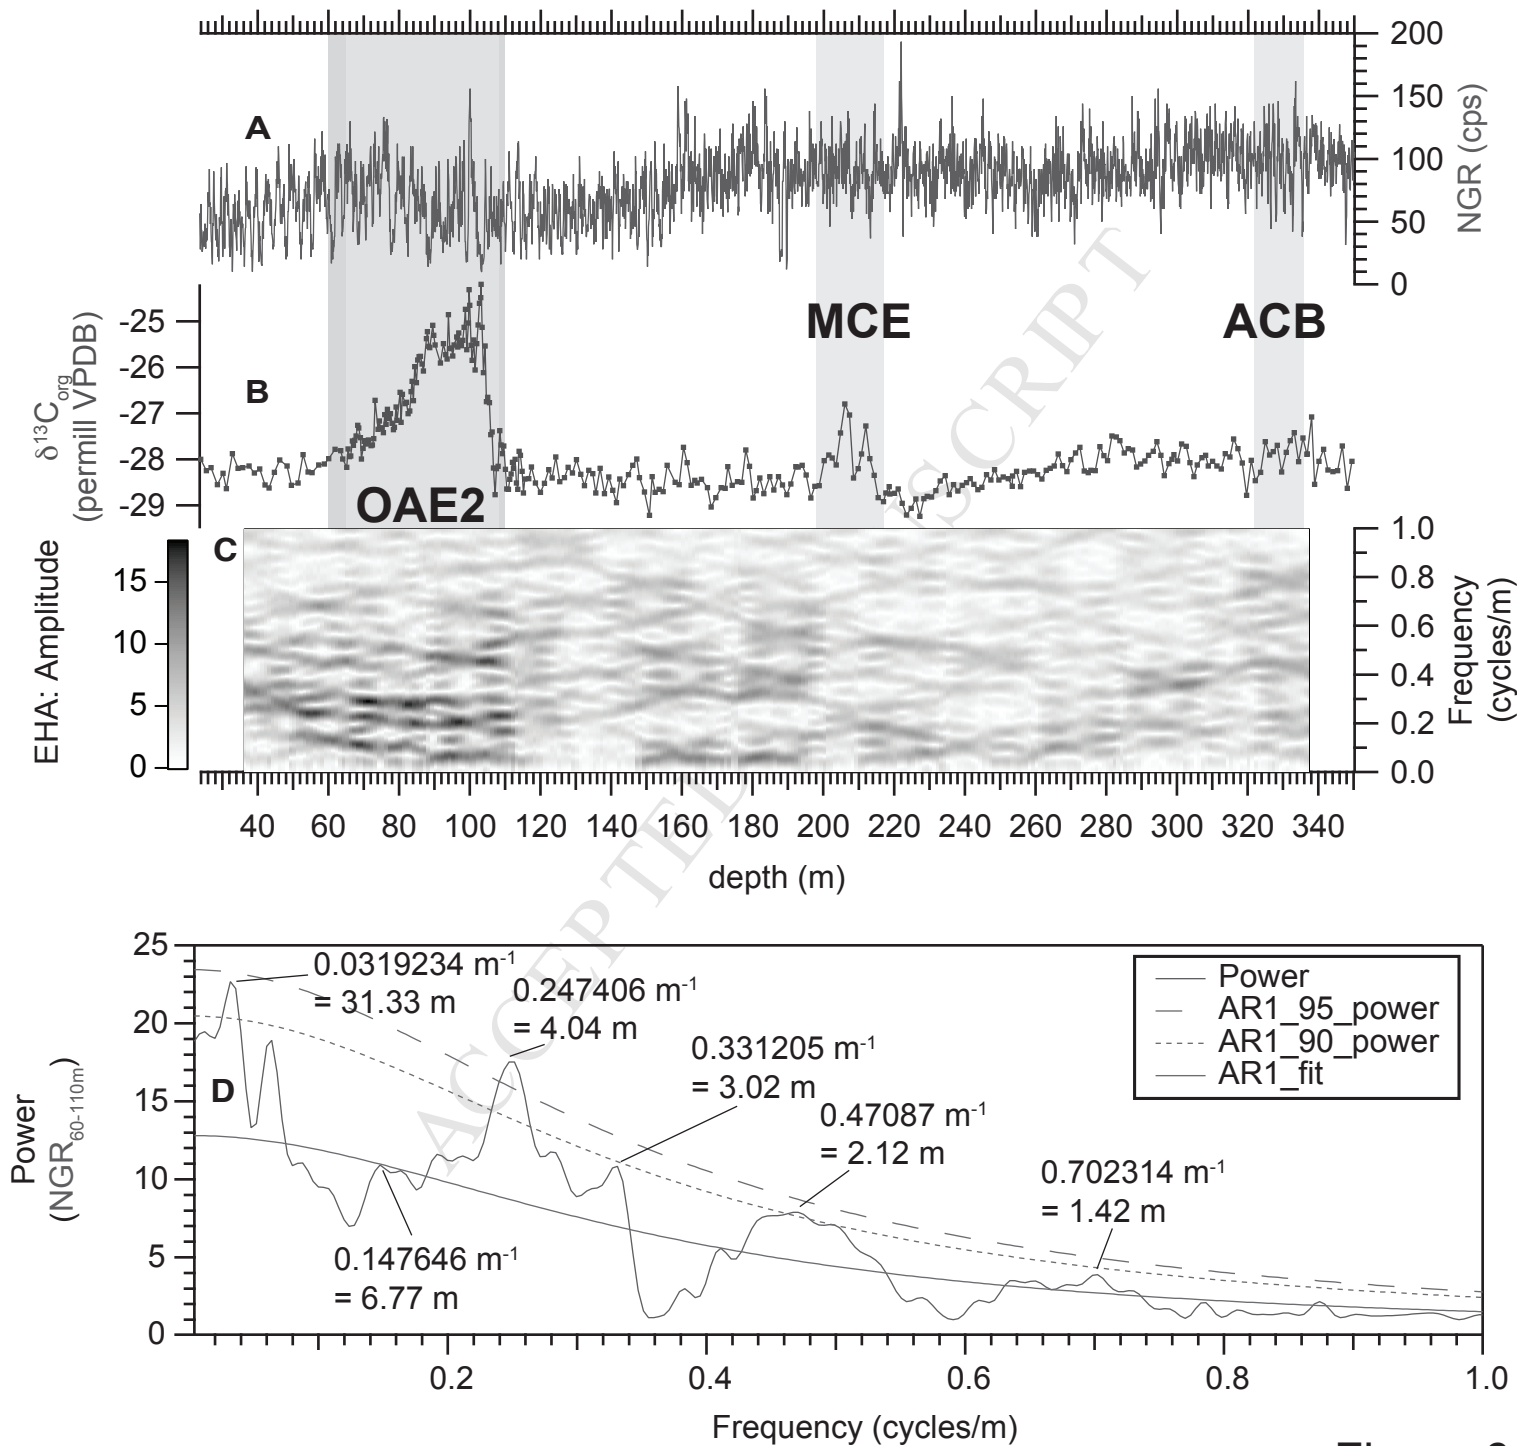 200
150
100
50
0
NGR (cps)
A
MCE
ACB
-25
-26
-27
-28
-29
δ13Corg
(permill VPDB)
B
OAE2
C
EHA: Amplitude
15
10
5
0
1.0
0.8
0.6
0.4
0.2
0.0
Frequency
(cycles/m)
40 60 80 100 120 140 160 180 200 220 240 260 280 300 320 340
depth (m)
ACCEPTED
25
20
15
10
5
0
Power
(NGR60-110m)
D
0.0319234 m-1
= 31.33 m
0.247406 m-1
= 4.04 m
0.331205 m-1
= 3.02 m
0.47087 m-1
= 2.12 m
0.702314 m-1
= 1.42 m
0.147646 m-1
= 6.77 m
Power
AR1_95_power
AR1_90_power
AR1_fit
0.2 0.4 0.6 0.8 1.0
Frequency (cycles/m)